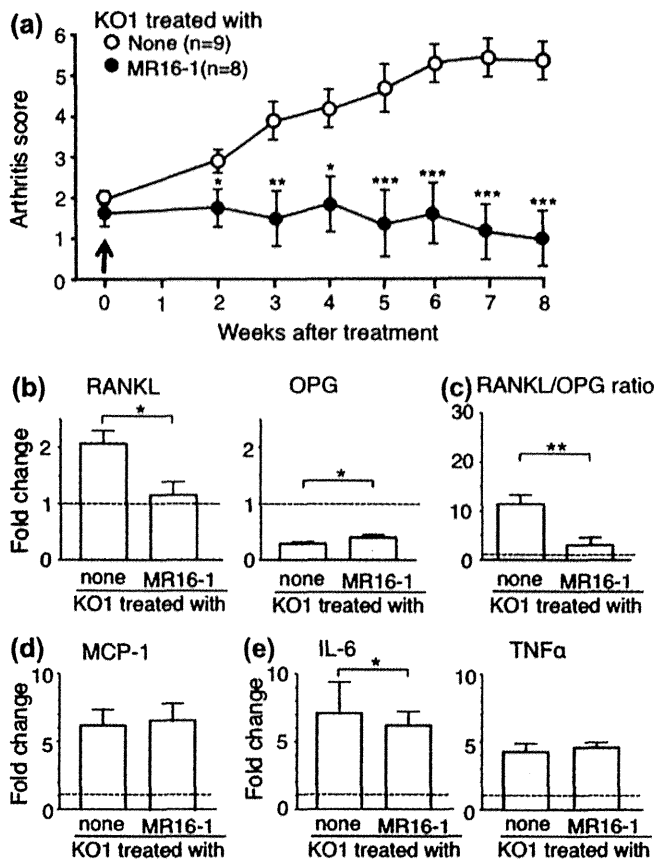 (a) KO1 treated with
None (n=9)
MR16-1(n=8)
Arthritis score
6
5
4
3
2
1
0
* ** * *** *** *** ***
0 1 2 3 4 5 6 7 8
Weeks after treatment
(b) RANKL
OPG
(c) RANKL/OPG ratio
Fold change
2
1
0
*
none MR16-1
KO1 treated with
2
1
0
*
none MR16-1
KO1 treated with
30
20
10
0
**
none MR16-1
KO1 treated with
(d) MCP-1
(e) IL-6
TNFα
Fold change
10
5
0
none MR16-1
KO1 treated with
Fold change
10
5
0
*
none MR16-1
KO1 treated with
10
5
0
none MR16-1
KO1 treated with